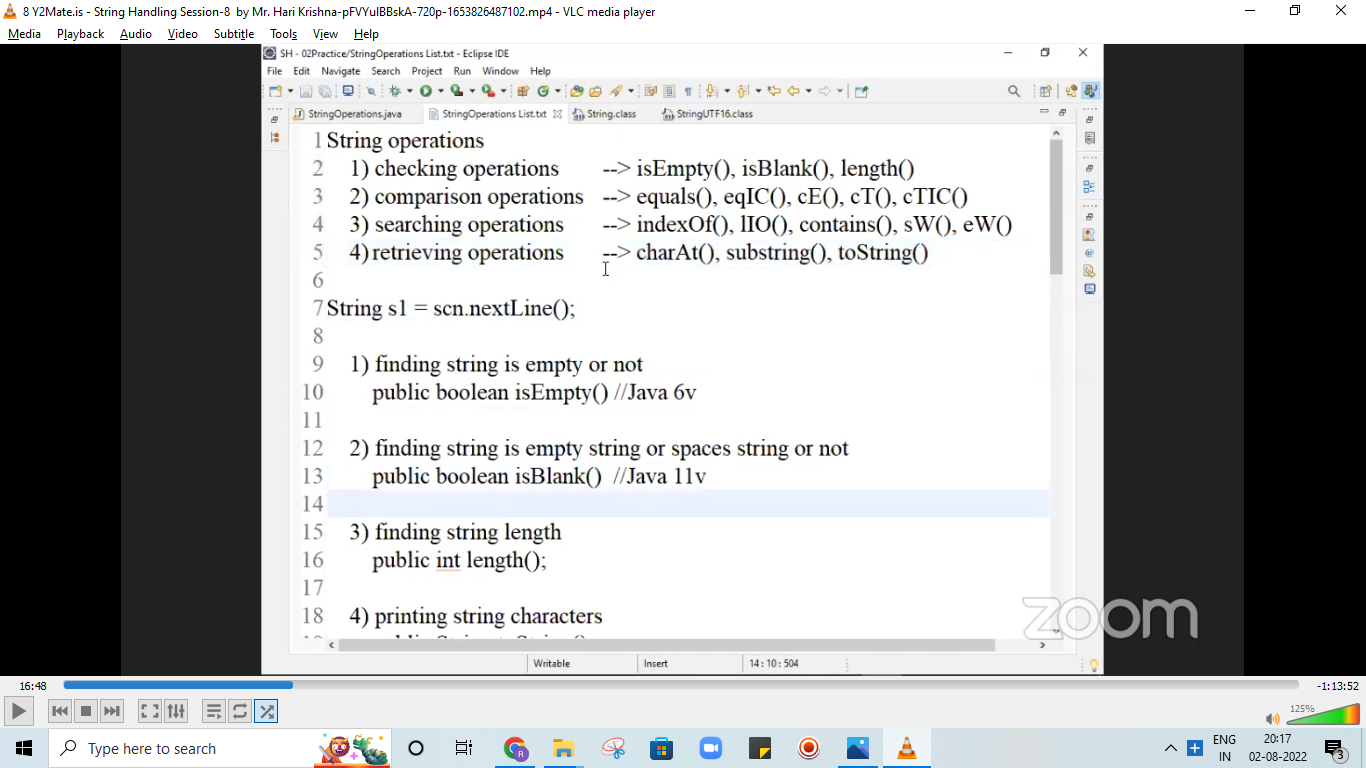 8 Y2Mate.is - String Handling Session-8 by Mr. Hari Krishna-pFVYuIBBskA-720p-1653826487102.mp4 - VLC media player
Media Playback Audio Video Subtitle Tools View Help
SH - 02Practice/StringOperations List.txt - Eclipse IDE
File Edit Navigate Search Project Run Window Help
StringOperations.java StringOperations List.txt String.class StringUTF16.class
1 String operations
2 1) checking operations --> isEmpty(), isBlank(), length()
3 2) comparison operations --> equals(), eqIC(), cE(), cT(), cTIC()
4 3) searching operations --> indexOf(), lIO(), contains(), sW(), eW()
5 4) retrieving operations --> charAt(), substring(), toString()
6
7 String s1 = scn.nextLine();
8
9 1) finding string is empty or not
10 public boolean isEmpty() //Java 6v
11
12 2) finding string is empty string or spaces string or not
13 public boolean isBlank() //Java 11v
14
15 3) finding string length
16 public int length();
17
18 4) printing string characters
zoom
Writable Insert 14 : 10 : 504
16:48 -1:13:52
125%
Type here to search
ENG
IN
20:17
02-08-2022
3